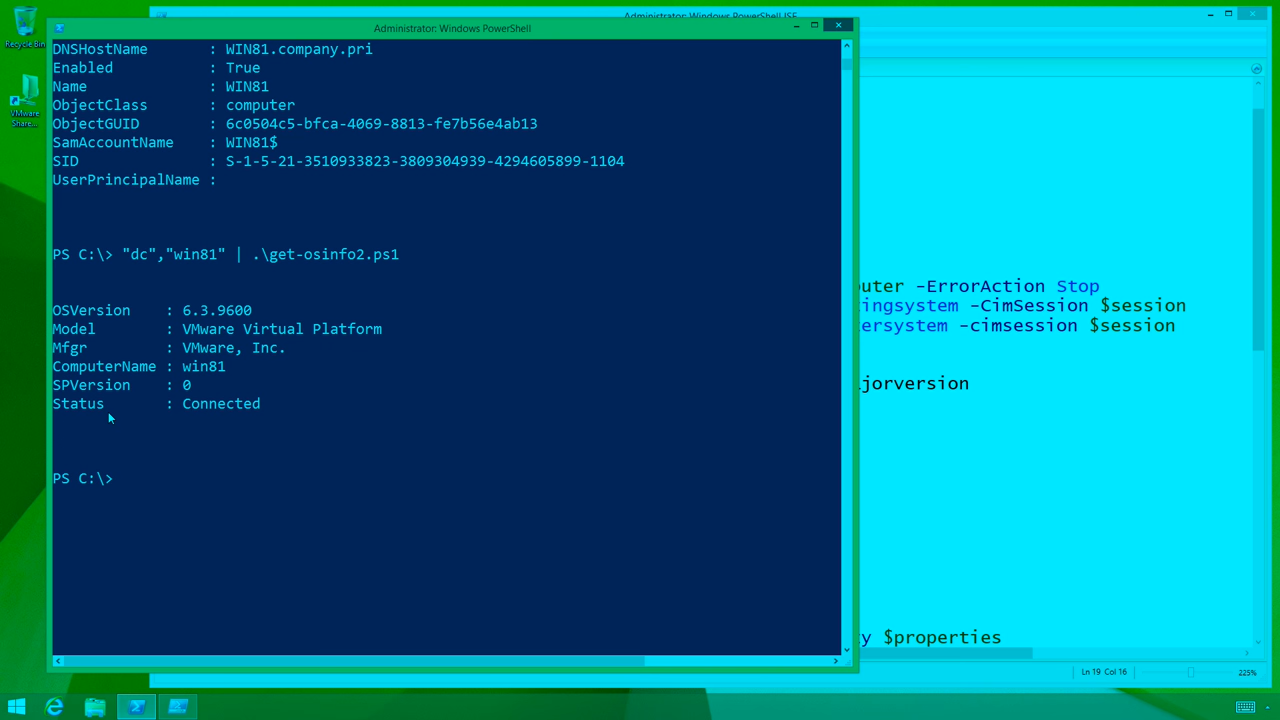 Recycle Bin
VMware
Share...
Administrator: Windows PowerShell ISE
Administrator: Windows PowerShell
DNSHostName : WIN81.company.pri
Enabled : True
Name : WIN81
ObjectClass : computer
ObjectGUID : 6c0504c5-bfca-4069-8813-fe7b56e4ab13
SamAccountName : WIN81$
SID : S-1-5-21-3510933823-3809304939-4294605899-1104
UserPrincipalName :
PS C:\> "dc","win81" | .\get-osinfo2.ps1
OSVersion : 6.3.9600
Model : VMware Virtual Platform
Mfgr : VMware, Inc.
ComputerName : win81
SPVersion : 0
Status : Connected
PS C:\>
puter -ErrorAction Stop
ingsystem -CimSession $session
ersystem -cimsession $session
jorversion
y $properties
Ln 19 Col 16
225%